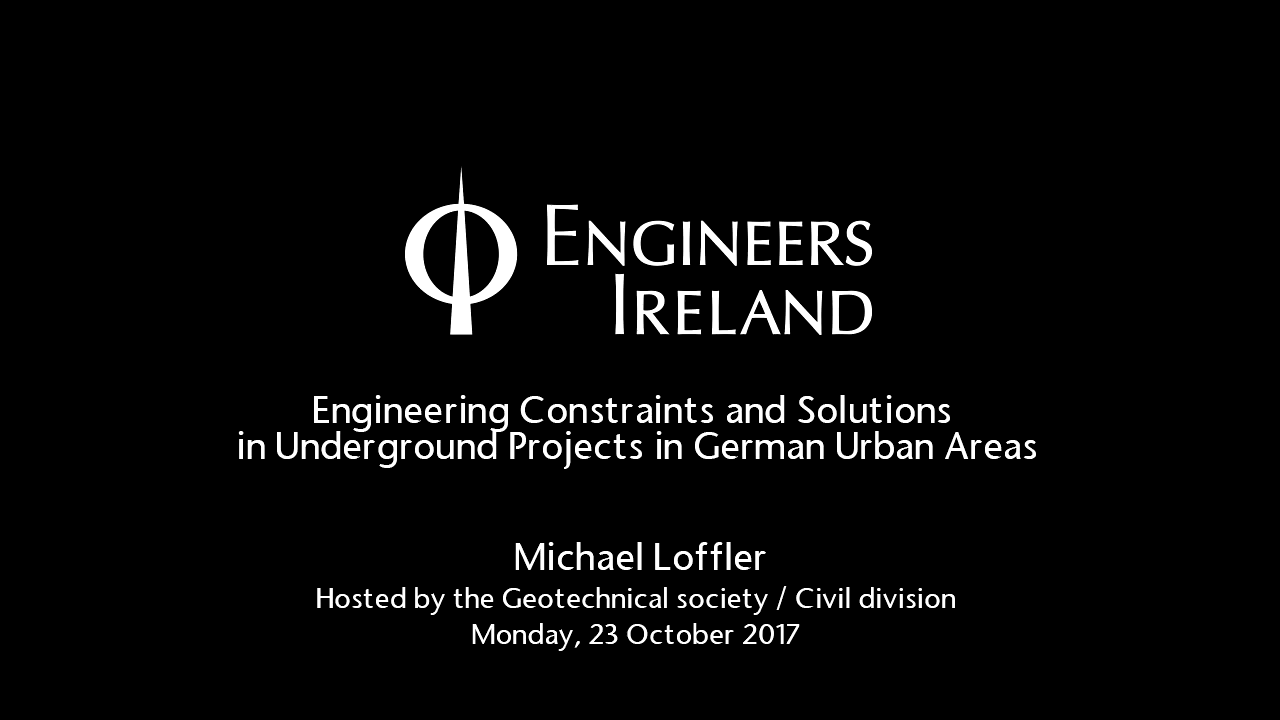 ENGINEERS
IRELAND
Engineering Constraints and Solutions
in Underground Projects in German Urban Areas
Michael Loffler
Hosted by the Geotechnical society / Civil division
Monday, 23 October 2017